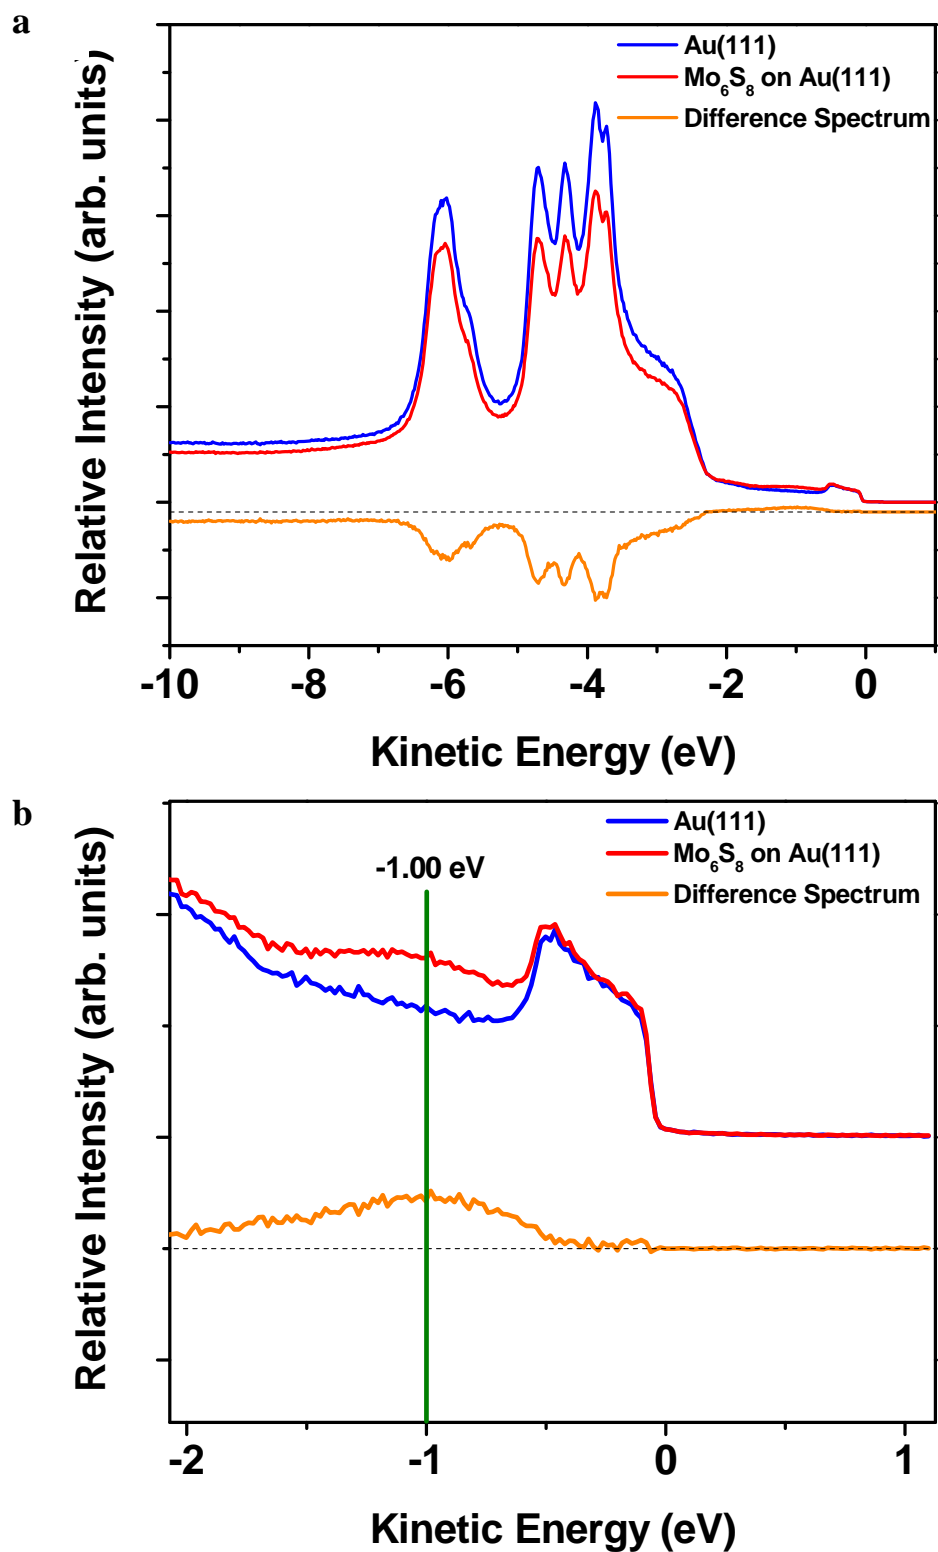 a
Au(111)
Mo₆S₈ on Au(111)
Difference Spectrum
Relative Intensity (arb. units)
-10 -8 -6 -4 -2 0
Kinetic Energy (eV)
b
Au(111)
Mo₆S₈ on Au(111)
Difference Spectrum
-1.00 eV
Relative Intensity (arb. units)
-2 -1 0 1
Kinetic Energy (eV)